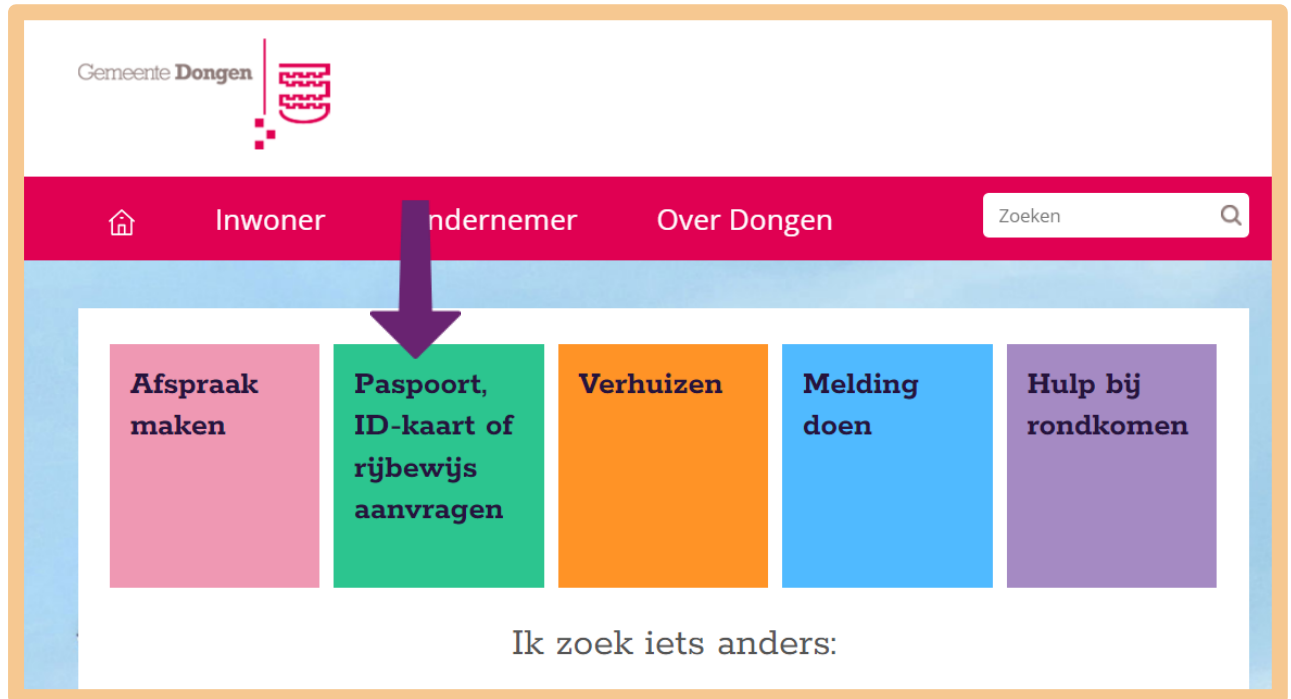 Gemeente Dongen
Inwoner
ndernemer
Over Dongen
Zoeken
Afspraak
maken
Paspoort,
ID-kaart of
rijbewijs
aanvragen
Verhuizen
Melding
doen
Hulp bij
rondkomen
Ik zoek iets anders: